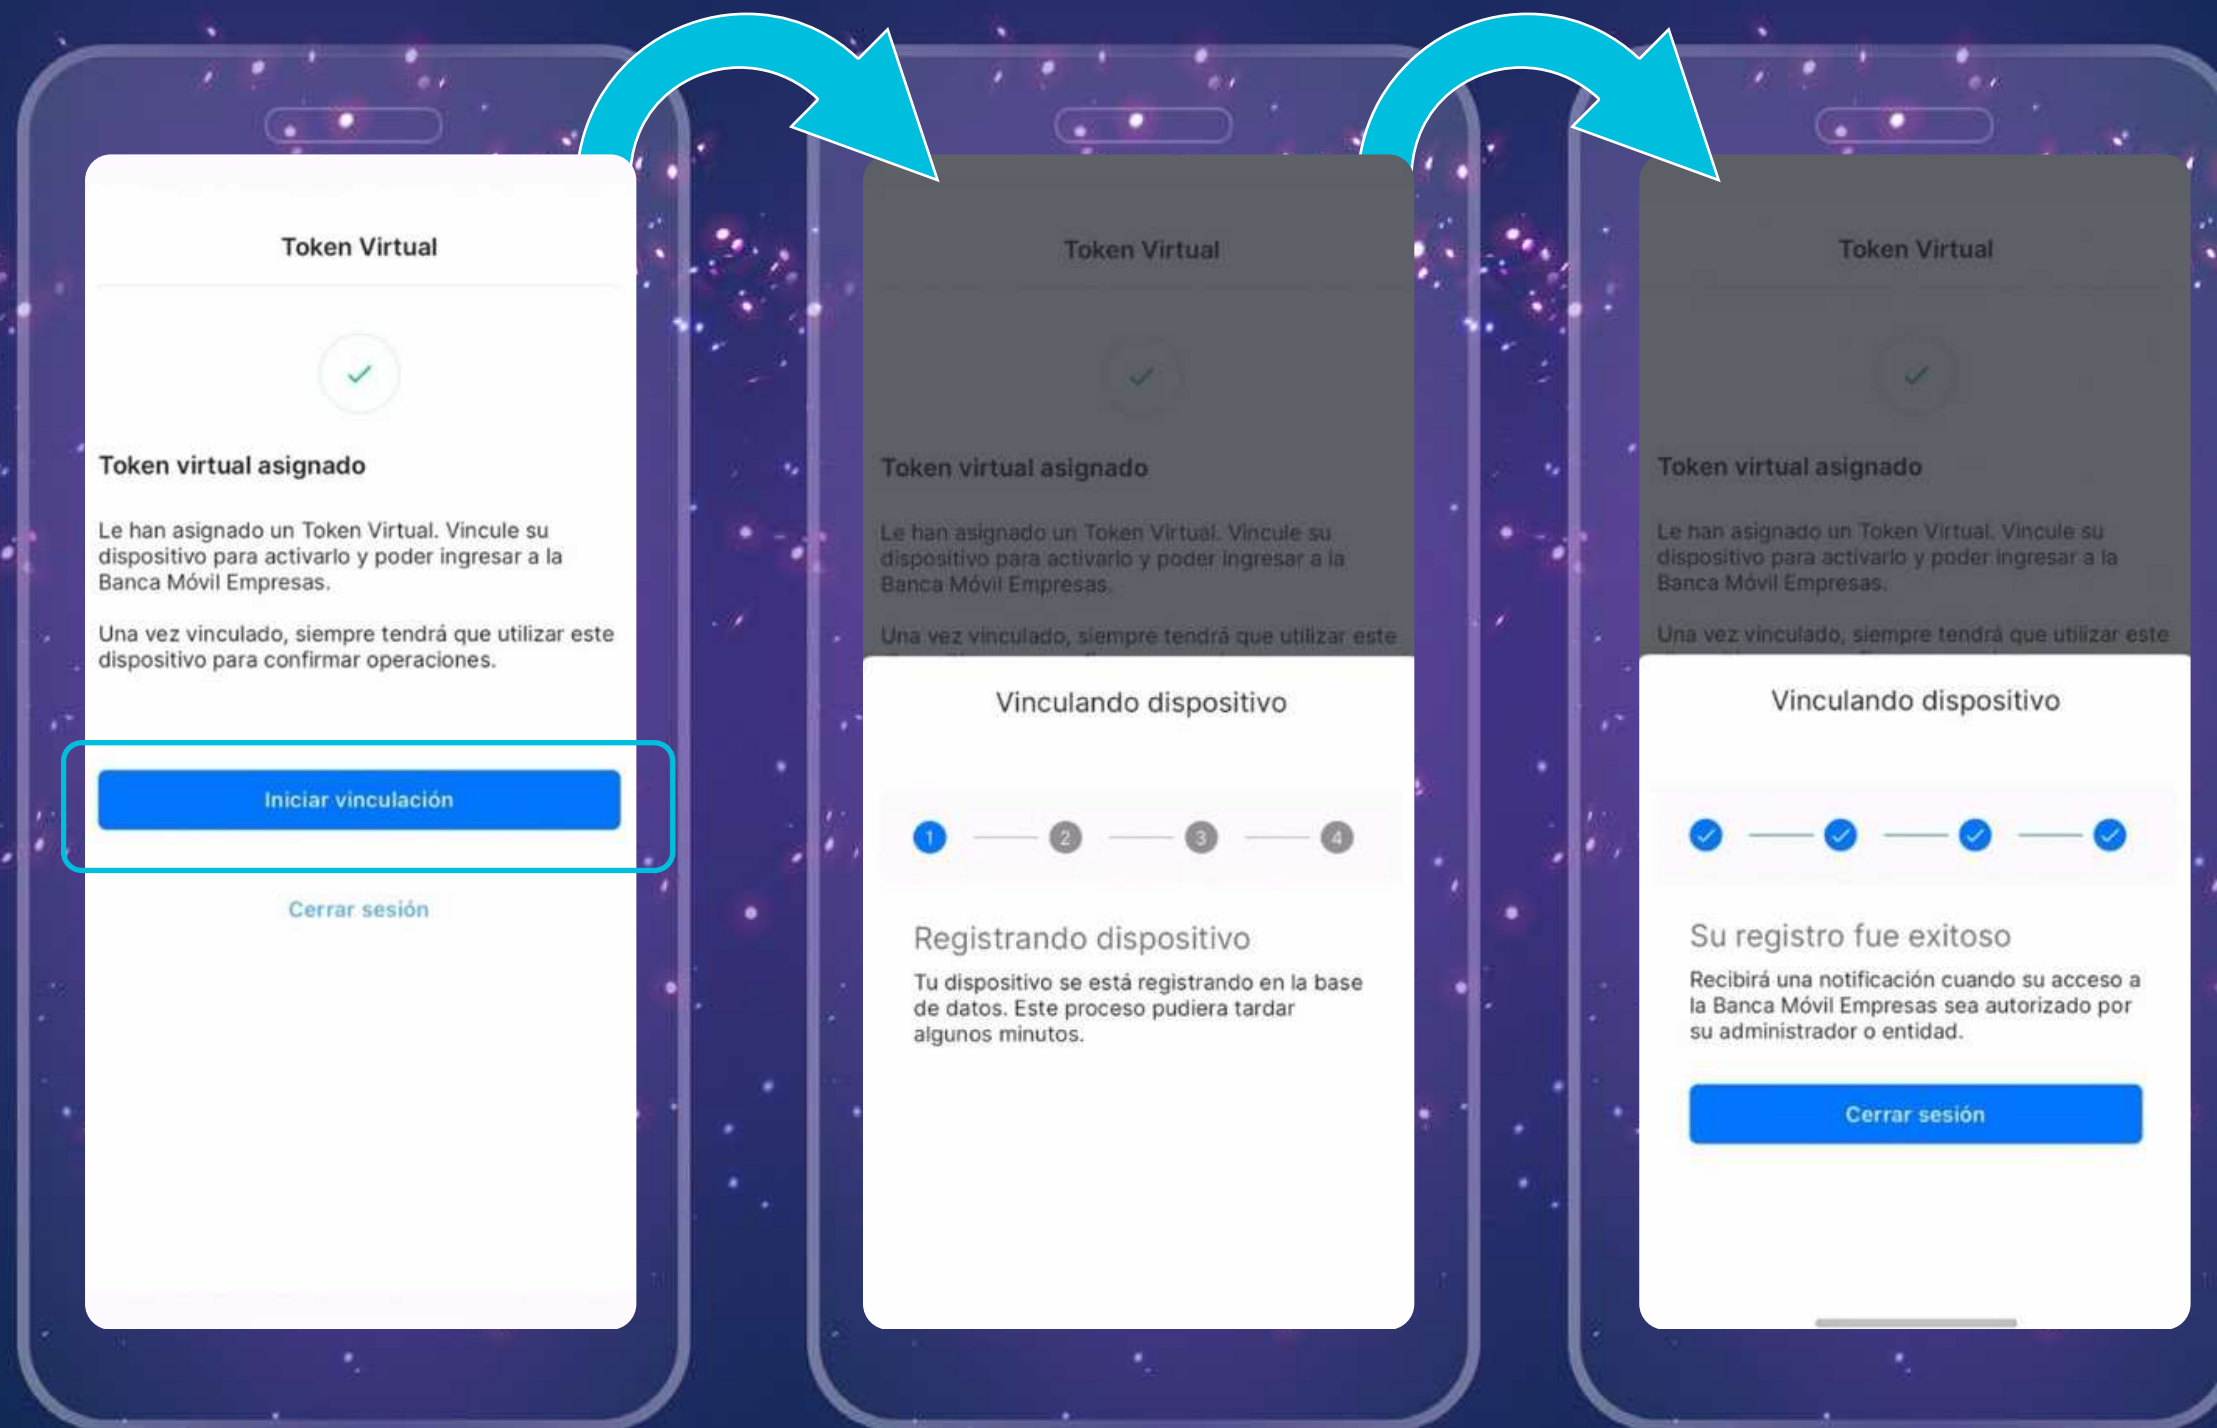 Token Virtual
Token virtual asignado
Le han asignado un Token Virtual. Vincule su
dispositivo para activarlo y poder ingresar a la
Banca Móvil Empresas.
Una vez vinculado, siempre tendrá que utilizar este
dispositivo para confirmar operaciones.
Iniciar vinculación
Cerrar sesión
Token Virtual
Token virtual asignado
Le han asignado un Token Virtual. Vincule su
dispositivo para activarlo y poder ingresar a la
Banca Móvil Empresas.
Una vez vinculado, siempre tendrá que utilizar este
Vinculando dispositivo
1 2 3 4
Registrando dispositivo
Tu dispositivo se está registrando en la base
de datos. Este proceso pudiera tardar
algunos minutos.
Token Virtual
Token virtual asignado
Le han asignado un Token Virtual. Vincule su
dispositivo para activarlo y poder ingresar a la
Banca Móvil Empresas.
Una vez vinculado, siempre tendrá que utilizar este
Vinculando dispositivo
Su registro fue exitoso
Recibirá una notificación cuando su acceso a
la Banca Móvil Empresas sea autorizado por
su administrador o entidad.
Cerrar sesión